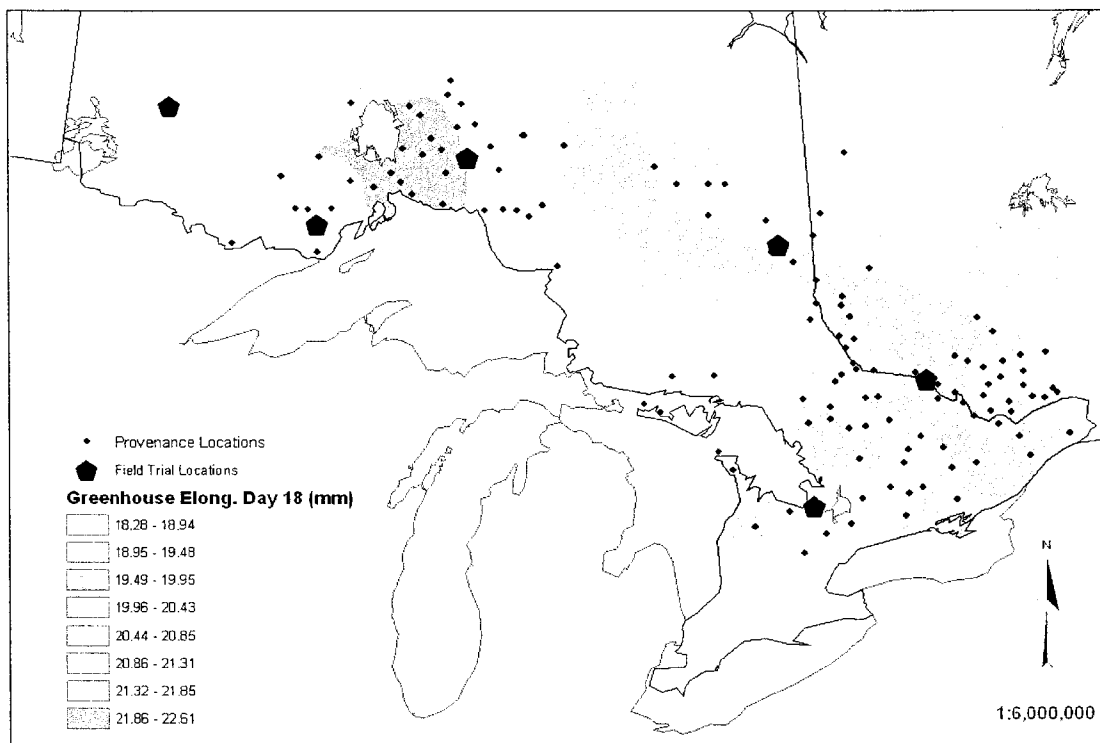 Provenance Locations
Field Trial Locations
Greenhouse Elong. Day 18 (mm)
18.28 - 18.94
18.95 - 19.48
19.49 - 19.95
19.96 - 20.43
20.44 - 20.85
20.86 - 21.31
21.32 - 21.85
21.86 - 22.61
N
1:6,000,000